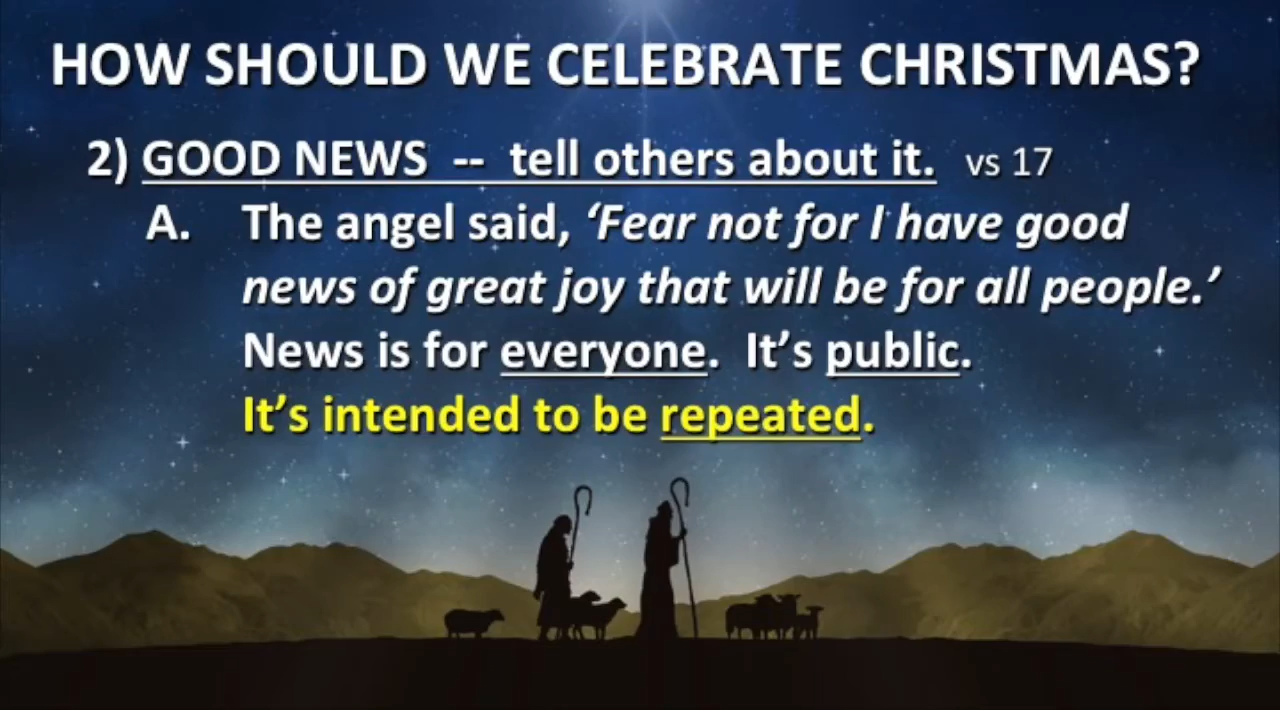 HOW SHOULD WE CELEBRATE CHRISTMAS?
2) GOOD NEWS -- tell others about it. vs 17
A. The angel said, ‘Fear not for I have good
news of great joy that will be for all people.’
News is for everyone. It’s public.
It’s intended to be repeated.